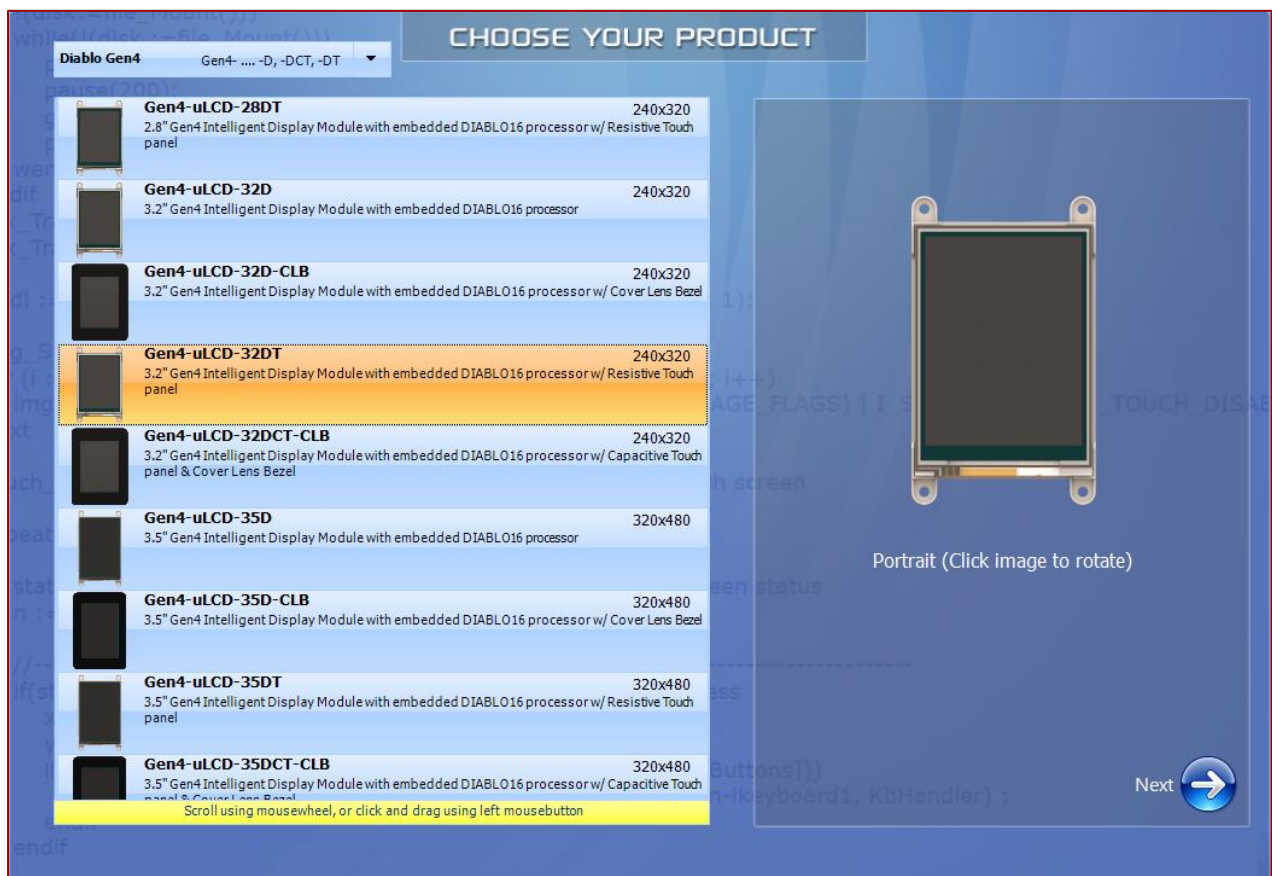 CHOOSE YOUR PRODUCT
Diablo Gen4 Gen4- .... -D, -DCT, -DT
Gen4-uLCD-28DT 240x320
2.8" Gen4 Intelligent Display Module with embedded DIABLO16 processor w/ Resistive Touch
panel
Gen4-uLCD-32D 240x320
3.2" Gen4 Intelligent Display Module with embedded DIABLO16 processor
Gen4-uLCD-32D-CLB 240x320
3.2" Gen4 Intelligent Display Module with embedded DIABLO16 processor w/ Cover Lens Bezel
Gen4-uLCD-32DT 240x320
3.2" Gen4 Intelligent Display Module with embedded DIABLO16 processor w/ Resistive Touch
panel
Gen4-uLCD-32DCT-CLB 240x320
3.2" Gen4 Intelligent Display Module with embedded DIABLO16 processor w/ Capacitive Touch
panel & Cover Lens Bezel
Gen4-uLCD-35D 320x480
3.5" Gen4 Intelligent Display Module with embedded DIABLO16 processor
Gen4-uLCD-35D-CLB 320x480
3.5" Gen4 Intelligent Display Module with embedded DIABLO16 processor w/ Cover Lens Bezel
Gen4-uLCD-35DT 320x480
3.5" Gen4 Intelligent Display Module with embedded DIABLO16 processor w/ Resistive Touch
panel
Gen4-uLCD-35DCT-CLB 320x480
3.5" Gen4 Intelligent Display Module with embedded DIABLO16 processor w/ Capacitive Touch
panel & Cover Lens Bezel
Scroll using mousewheel, or click and drag using left mousebutton
Portrait (Click image to rotate)
Next